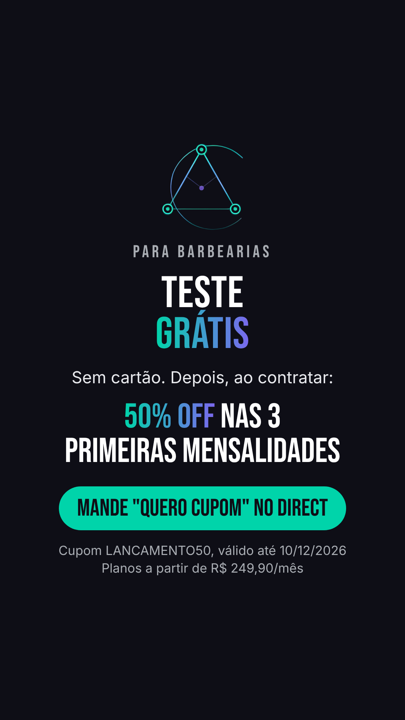 PARA BARBEARIAS
TESTE
GRÁTIS
Sem cartão. Depois, ao contratar:
50% OFF NAS 3
PRIMEIRAS MENSALIDADES
MANDE "QUERO CUPOM" NO DIRECT
Cupom LANCAMENTO50, válido até 10/12/2026
Planos a partir de R$ 249,90/mês